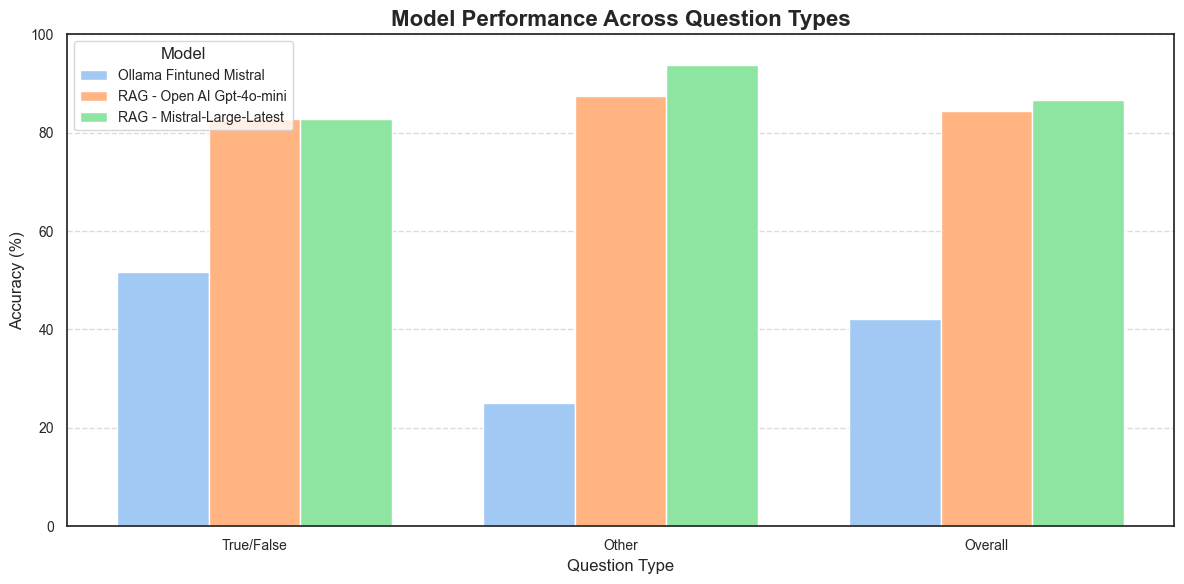 Model Performance Across Question Types
Model
Ollama Fintuned Mistral
RAG - Open AI Gpt-4o-mini
RAG - Mistral-Large-Latest
Accuracy (%)
100
80
60
40
20
0
True/False
Other
Overall
Question Type